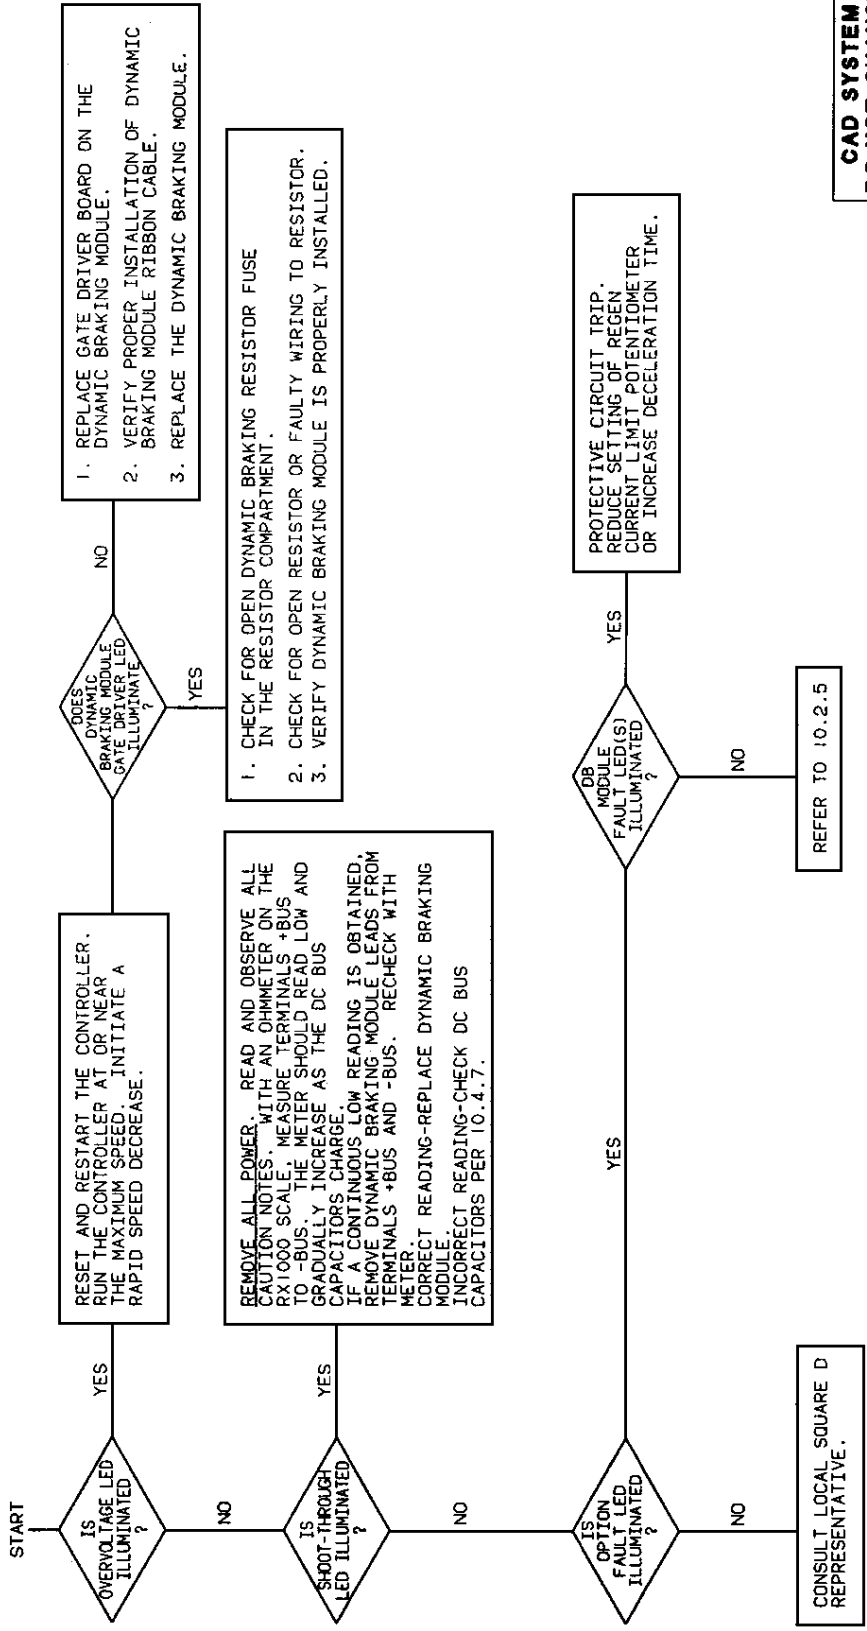 START
IS
OVERVOLTAGE LED
ILLUMINATED
?
YES
RESET AND RESTART THE CONTROLLER.
RUN THE CONTROLLER AT OR NEAR
THE MAXIMUM SPEED. INITIATE A
RAPID SPEED DECREASE.
DOES
DYNAMIC
BRAKING MODULE
GATE DRIVER LED
ILLUMINATE
?
NO
1. REPLACE GATE DRIVER BOARD ON THE
DYNAMIC BRAKING MODULE.
2. VERIFY PROPER INSTALLATION OF DYNAMIC
BRAKING MODULE RIBBON CABLE.
3. REPLACE THE DYNAMIC BRAKING MODULE.
YES
1. CHECK FOR OPEN DYNAMIC BRAKING RESISTOR FUSE
IN THE RESISTOR COMPARTMENT.
2. CHECK FOR OPEN RESISTOR OR FAULTY WIRING TO RESISTOR.
3. VERIFY DYNAMIC BRAKING MODULE IS PROPERLY INSTALLED.
NO
IS
SHOOT-THROUGH
LED ILLUMINATED
?
YES
REMOVE ALL POWER. READ AND OBSERVE ALL
CAUTION NOTES. WITH AN OHMMETER ON THE
RX1000 SCALE, MEASURE TERMINALS +BUS
TO -BUS. THE METER SHOULD READ LOW AND
GRADUALLY INCREASE AS THE DC BUS
CAPACITORS CHARGE.
IF A CONTINUOUS LOW READING IS OBTAINED,
REMOVE DYNAMIC BRAKING MODULE LEADS FROM
TERMINALS +BUS AND -BUS. RECHECK WITH
METER.
CORRECT READING-REPLACE DYNAMIC BRAKING
MODULE.
INCORRECT READING-CHECK DC BUS
CAPACITORS PER 10.4.7.
NO
IS
OPTION
FAULT LED
ILLUMINATED
?
YES
DB
MODULE
FAULT LED(S)
ILLUMINATED
?
YES
PROTECTIVE CIRCUIT TRIP.
REDUCE SETTING OF REGEN
CURRENT LIMIT POTENTIOMETER
OR INCREASE DECELERATION TIME.
NO
REFER TO 10.2.5
NO
CONSULT LOCAL SQUARE D
REPRESENTATIVE.
CAD SYSTEM